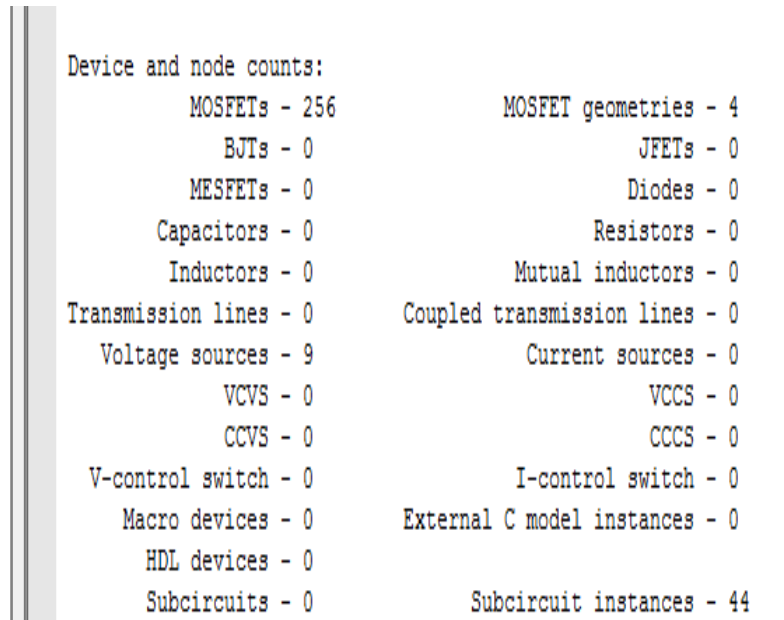 Device and node counts:
MOSFETs - 256 MOSFET geometries - 4
BJTs - 0 JFETs - 0
MESFETs - 0 Diodes - 0
Capacitors - 0 Resistors - 0
Inductors - 0 Mutual inductors - 0
Transmission lines - 0 Coupled transmission lines - 0
Voltage sources - 9 Current sources - 0
VCVS - 0 VCCS - 0
CCVS - 0 CCCS - 0
V-control switch - 0 I-control switch - 0
Macro devices - 0 External C model instances - 0
HDL devices - 0
Subcircuits - 0 Subcircuit instances - 44